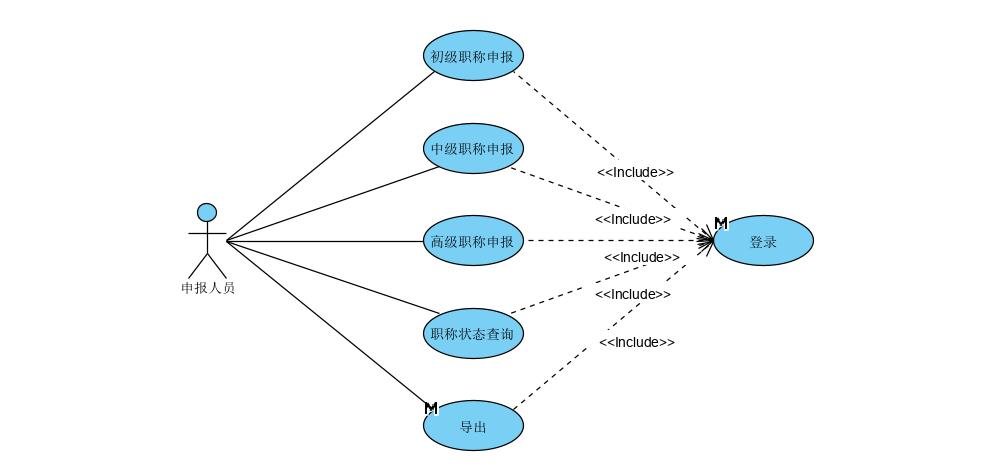 初级职称申报
中级职称申报
<<Include>>
<<Include>>
M
高级职称申报
登录
<<Include>>
申报人员
<<Include>>
职称状态查询
<<Include>>
M
导出